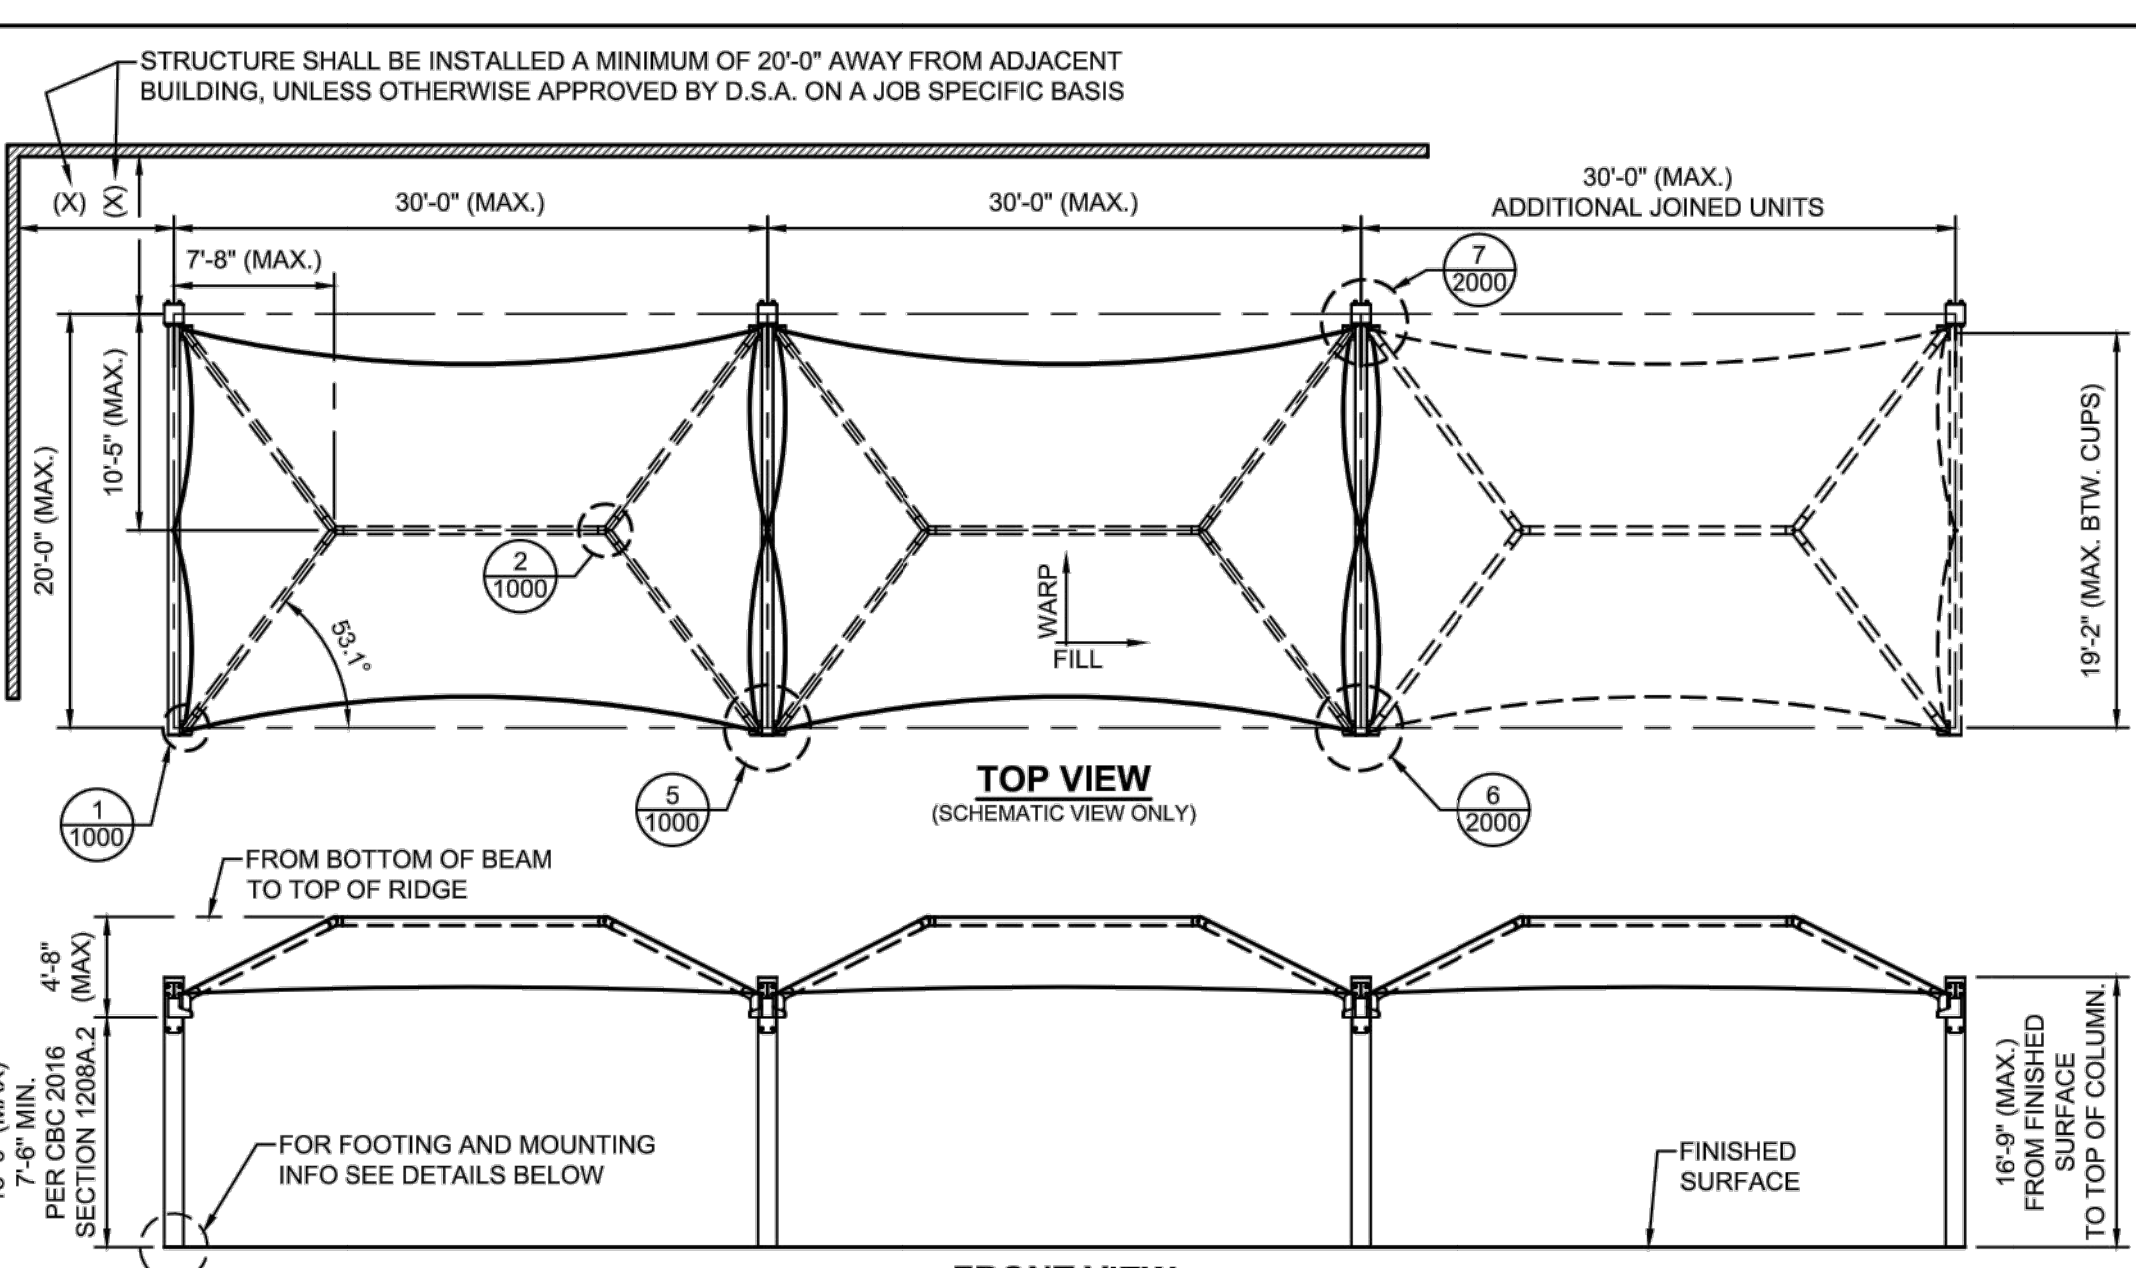 STRUCTURE SHALL BE INSTALLED A MINIMUM OF 20'-0" AWAY FROM ADJACENT
BUILDING, UNLESS OTHERWISE APPROVED BY D.S.A. ON A JOB SPECIFIC BASIS
(X)
(X)
30'-0" (MAX.)
30'-0" (MAX.)
30'-0" (MAX.)
ADDITIONAL JOINED UNITS
7'-8" (MAX.)
7
2000
10'-5" (MAX.)
20'-0" (MAX.)
19'-2" (MAX. BTW. CUPS)
2
1000
WARP
FILL
53.1°
1
1000
5
1000
TOP VIEW
(SCHEMATIC VIEW ONLY)
6
2000
FROM BOTTOM OF BEAM
TO TOP OF RIDGE
4'-8"
(MAX)
7'-6" MIN.
PER CBC 2016
SECTION 1208A.2
FOR FOOTING AND MOUNTING
INFO SEE DETAILS BELOW
FINISHED
SURFACE
16'-9" (MAX.)
FROM FINISHED
SURFACE
TO TOP OF COLUMN.